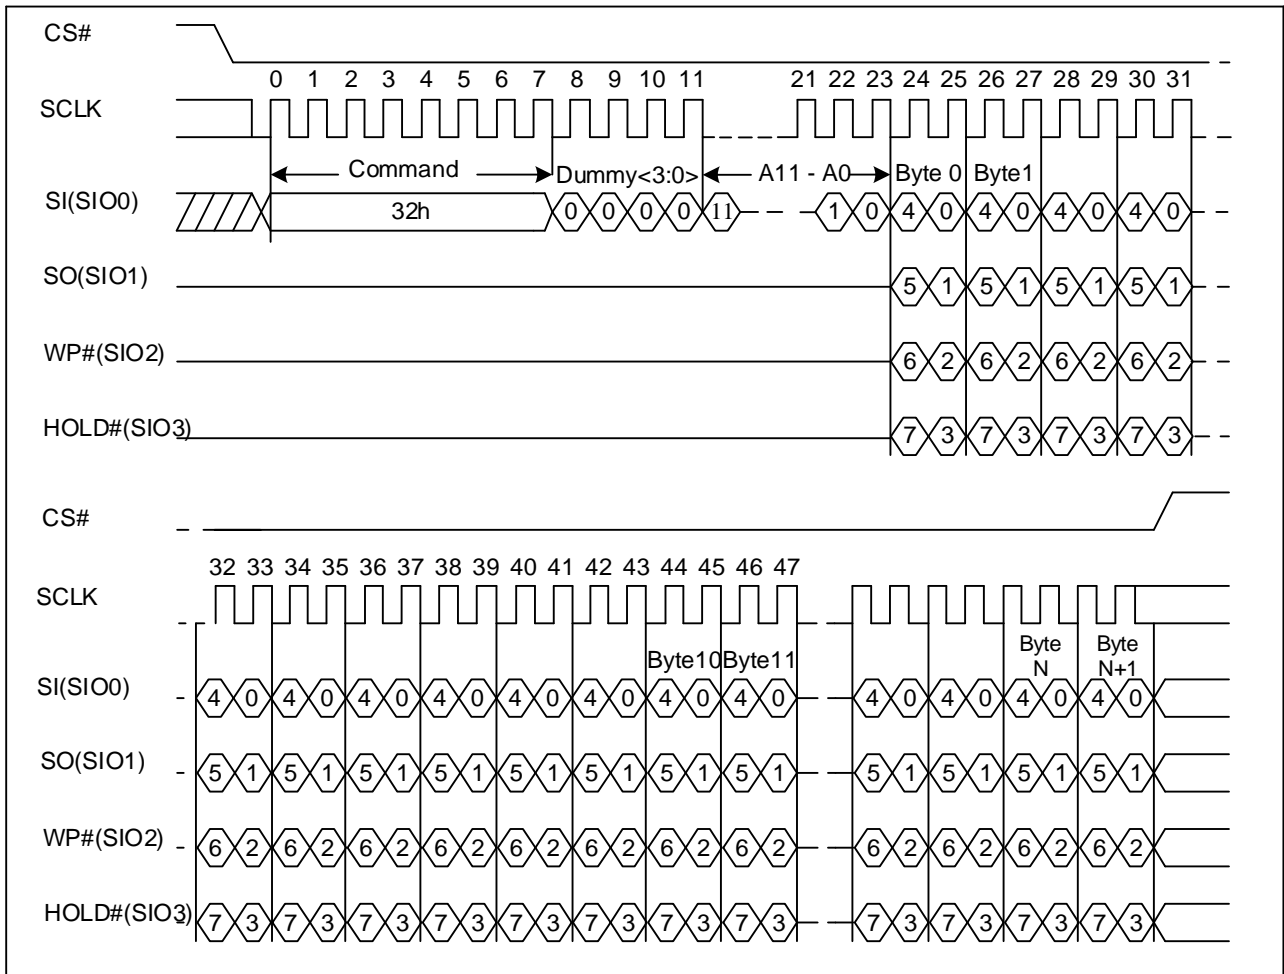 CS#
0 1 2 3 4 5 6 7 8 9 10 11 21 22 23 24 25 26 27 28 29 30 31
SCLK
Command Dummy<3:0> A11 - A0 Byte 0 Byte1
SI(SIO0) 32h 0 0 0 0 11 1 0 4 0 4 0 4 0 4 0
SO(SIO1) 5 1 5 1 5 1 5 1
WP#(SIO2) 6 2 6 2 6 2 6 2
HOLD#(SIO3) 7 3 7 3 7 3 7 3
CS#
32 33 34 35 36 37 38 39 40 41 42 43 44 45 46 47
SCLK
Byte10 Byte11 Byte N Byte N+1
SI(SIO0) 4 0 4 0 4 0 4 0 4 0 4 0 4 0 4 0 4 0 4 0 4 0 4 0
SO(SIO1) 5 1 5 1 5 1 5 1 5 1 5 1 5 1 5 1 5 1 5 1 5 1 5 1
WP#(SIO2) 6 2 6 2 6 2 6 2 6 2 6 2 6 2 6 2 6 2 6 2 6 2 6 2
HOLD#(SIO3) 7 3 7 3 7 3 7 3 7 3 7 3 7 3 7 3 7 3 7 3 7 3 7 3